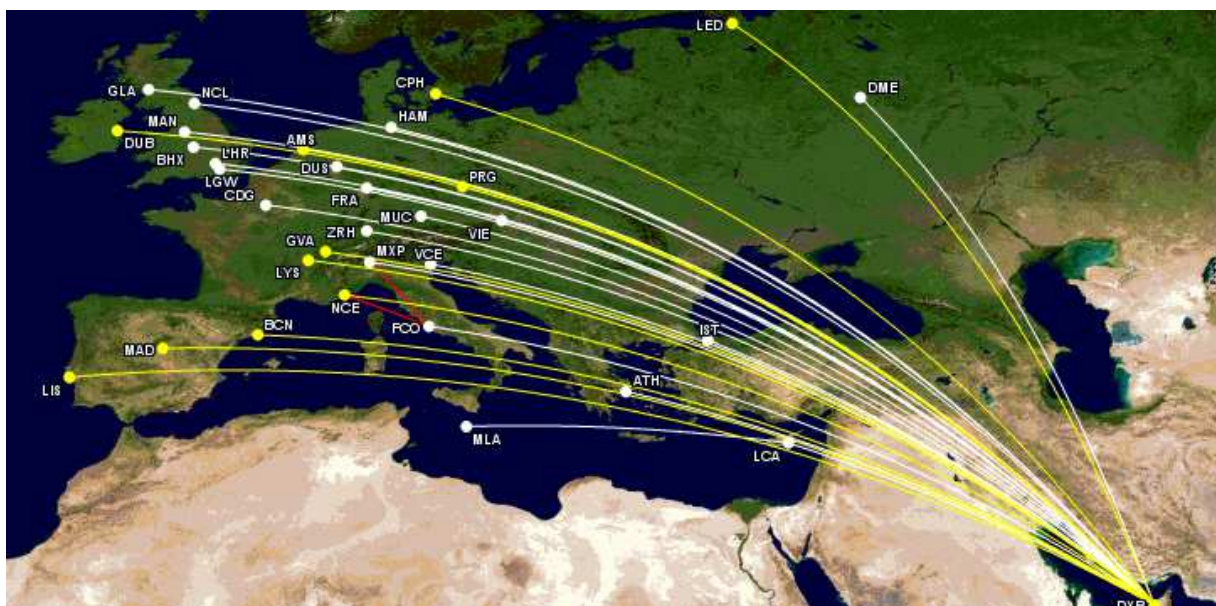 LED
CPH
DME
GLA
NCL
HAM
MAN
DUB
AMS
BHX
LHR
DUS
LGW
PRG
CDG
FRA
MUC
VIE
ZRH
GVA
MXP
VCE
LYS
NCE
FCO
IST
BCN
MAD
LIS
ATH
MLA
LCA
DXB